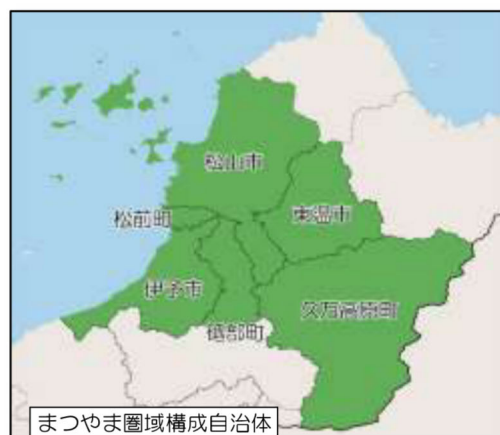 松山市
東温市
松前町
伊予市
久万高原町
砥部町
まつやま圏域構成自治体